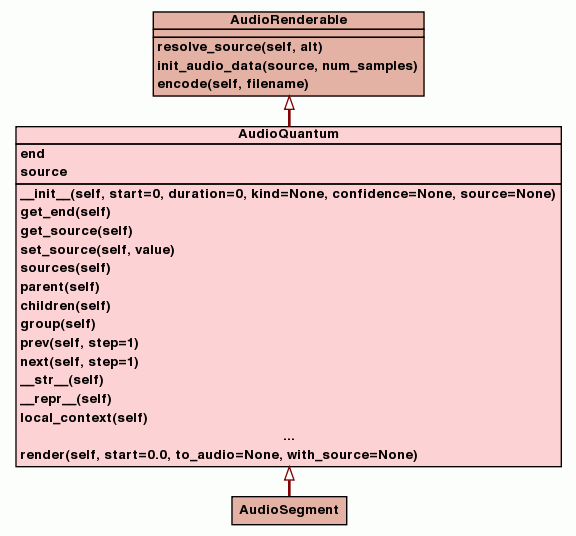 AudioRenderable
resolve_source(self, alt)
init_audio_data(source, num_samples)
encode(self, filename)
AudioQuantum
end
source
__init__(self, start=0, duration=0, kind=None, confidence=None, source=None)
get_end(self)
get_source(self)
set_source(self, value)
sources(self)
parent(self)
children(self)
group(self)
prev(self, step=1)
next(self, step=1)
__str__(self)
__repr__(self)
local_context(self)
...
render(self, start=0.0, to_audio=None, with_source=None)
AudioSegment